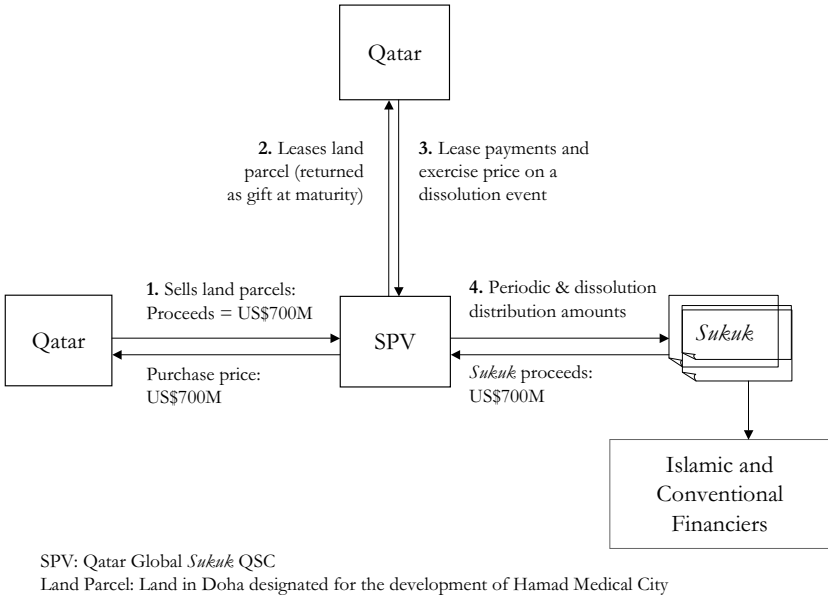 Qatar
2. Leases land
parcel (returned
as gift at maturity)
3. Lease payments and
exercise price on a
dissolution event
1. Sells land parcels:
Proceeds = US$700M
4. Periodic & dissolution
distribution amounts
Qatar
SPV
Sukuk
Purchase price:
US$700M
Sukuk proceeds:
US$700M
Islamic and
Conventional
Financiers
SPV: Qatar Global Sukuk QSC
Land Parcel: Land in Doha designated for the development of Hamad Medical City